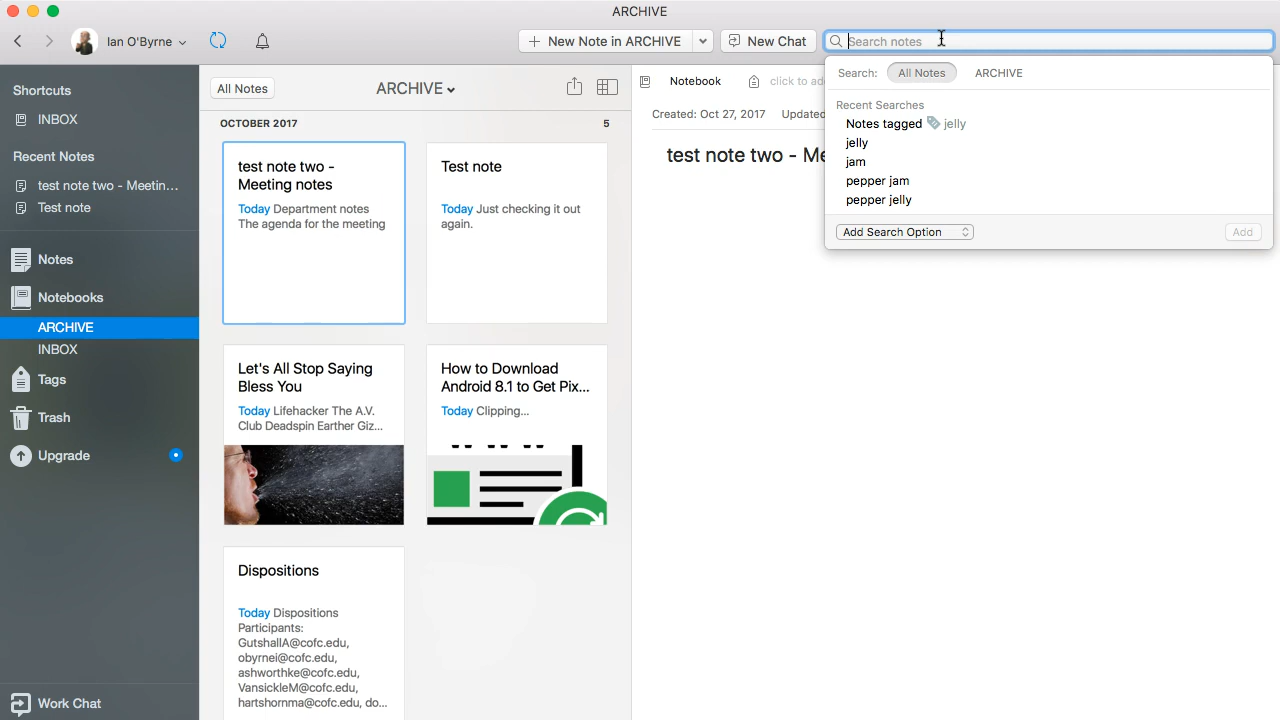 ARCHIVE
Ian O'Byrne
New Note in ARCHIVE
New Chat
Search notes
Search: All Notes ARCHIVE
Recent Searches
Notes tagged jelly
jelly
jam
pepper jam
pepper jelly
Add Search Option
Add
Shortcuts
INBOX
Recent Notes
test note two - Meetin...
Test note
Notes
Notebooks
ARCHIVE
INBOX
Tags
Trash
Upgrade
Work Chat
All Notes
ARCHIVE
OCTOBER 2017 5
test note two -
Meeting notes
Today Department notes
The agenda for the meeting
Test note
Today Just checking it out
again.
Let's All Stop Saying
Bless You
Today Lifehacker The A.V.
Club Deadspin Earther Giz...
How to Download
Android 8.1 to Get Pix...
Today Clipping...
Dispositions
Today Dispositions
Participants:
GutshallA@cofc.edu,
obyrnei@cofc.edu,
ashworthke@cofc.edu,
VansickleM@cofc.edu,
hartshornma@cofc.edu, do...
Notebook click to ad
Created: Oct 27, 2017 Updated
test note two - Me